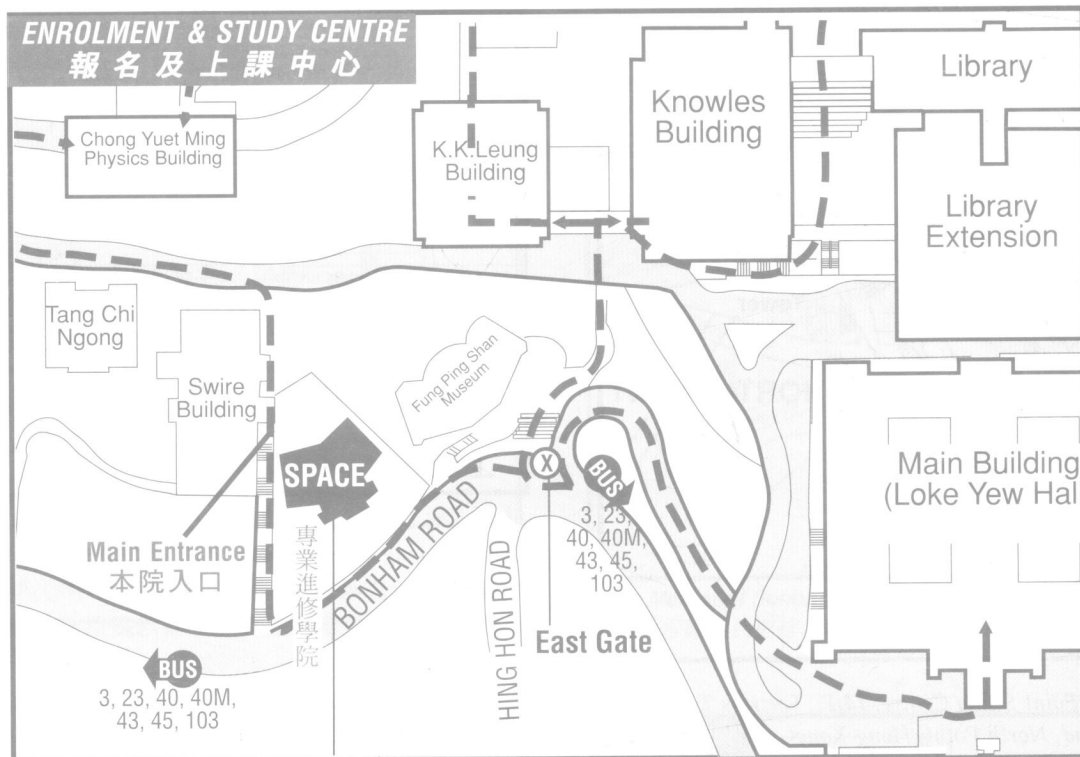 ENROLMENT & STUDY CENTRE
報名及上課中心
Chong Yuet Ming
Physics Building
K.K.Leung
Building
Knowles
Building
Library
Library
Extension
Tang Chi
Ngong
Swire
Building
Fung Ping Shan
Museum
SPACE
專業進修學院
Main Entrance
本院入口
BONHAM ROAD
HING HON ROAD
X
East Gate
BUS
3, 23,
40, 40M,
43, 45,
103
BUS
3, 23, 40, 40M,
43, 45, 103
Main Building
(Loke Yew Hal